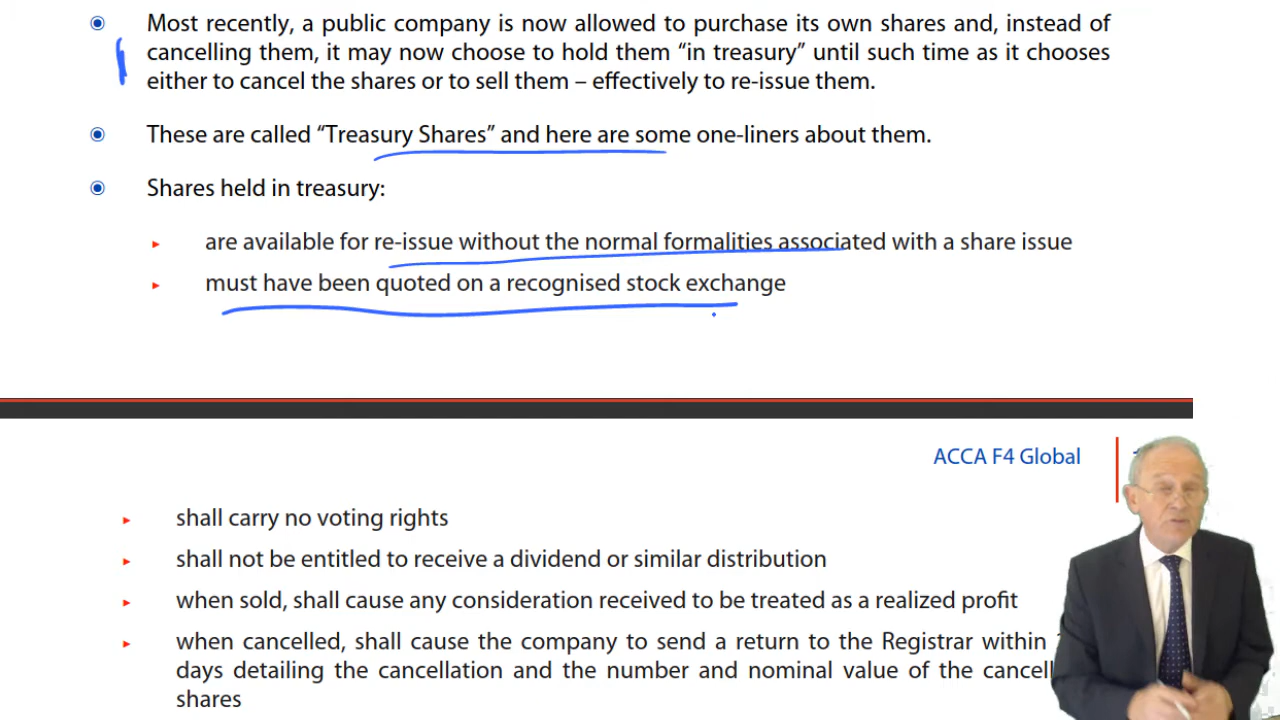 Most recently, a public company is now allowed to purchase its own shares and, instead of
cancelling them, it may now choose to hold them “in treasury” until such time as it chooses
either to cancel the shares or to sell them – effectively to re-issue them.
These are called “Treasury Shares” and here are some one-liners about them.
Shares held in treasury:
are available for re-issue without the normal formalities associated with a share issue
must have been quoted on a recognised stock exchange
ACCA F4 Global
shall carry no voting rights
shall not be entitled to receive a dividend or similar distribution
when sold, shall cause any consideration received to be treated as a realized profit
when cancelled, shall cause the company to send a return to the Registrar within
days detailing the cancellation and the number and nominal value of the
shares